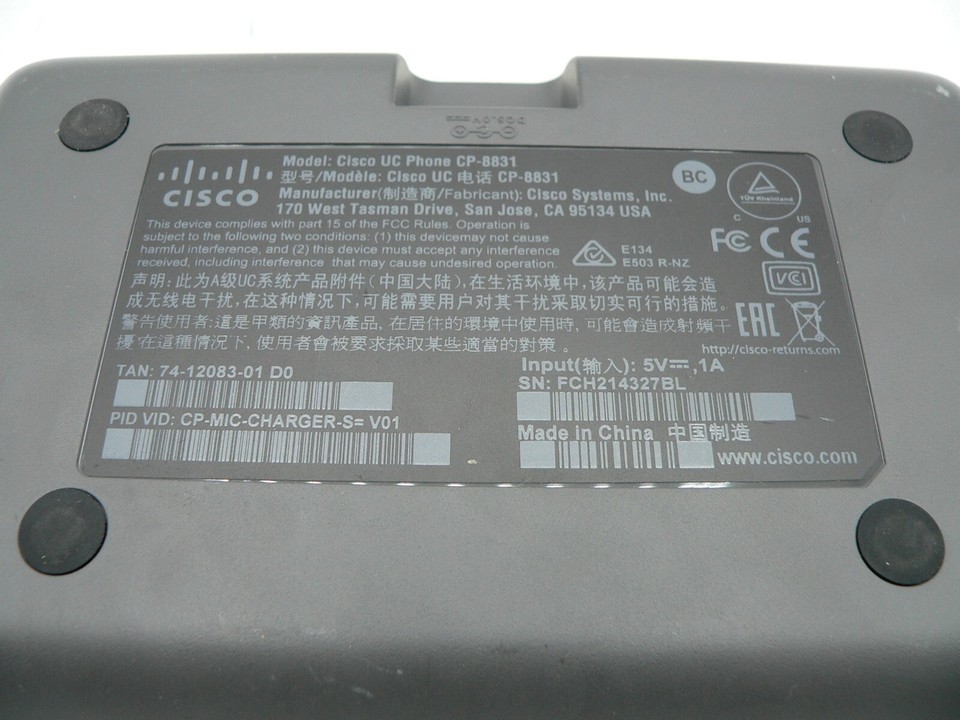 DC5.0V
CISCO
Model: Cisco UC Phone CP-8831
型号/Modèle: Cisco UC 电话 CP-8831
Manufacturer(制造商/Fabricant): Cisco Systems, Inc.
170 West Tasman Drive, San Jose, CA 95134 USA
BC
TÜV Rheinland
C US
This device complies with part 15 of the FCC Rules. Operation is
subject to the following two conditions: (1) this devicemay not cause
harmful interference, and (2) this device must accept any interference
received, including interference that may cause undesired operation.
E134
E503 R-NZ
FC CE
VCI
EAC
声明: 此为A级UC系统产品附件(中国大陆), 在生活环境中, 该产品可能会造
成无线电干扰, 在这种情况下, 可能需要用户对其干扰采取切实可行的措施。
警告使用者: 這是甲類的資訊產品, 在居住的環境中使用時, 可能會造成射頻干
擾 在這種情況下, 使用者會被要求採取某些適當的對策 。
http://cisco-returns.com
TAN: 74-12083-01 D0
Input(输入): 5V⎓,1A
SN: FCH214327BL
PID VID: CP-MIC-CHARGER-S= V01
Made in China 中国制造
www.cisco.com